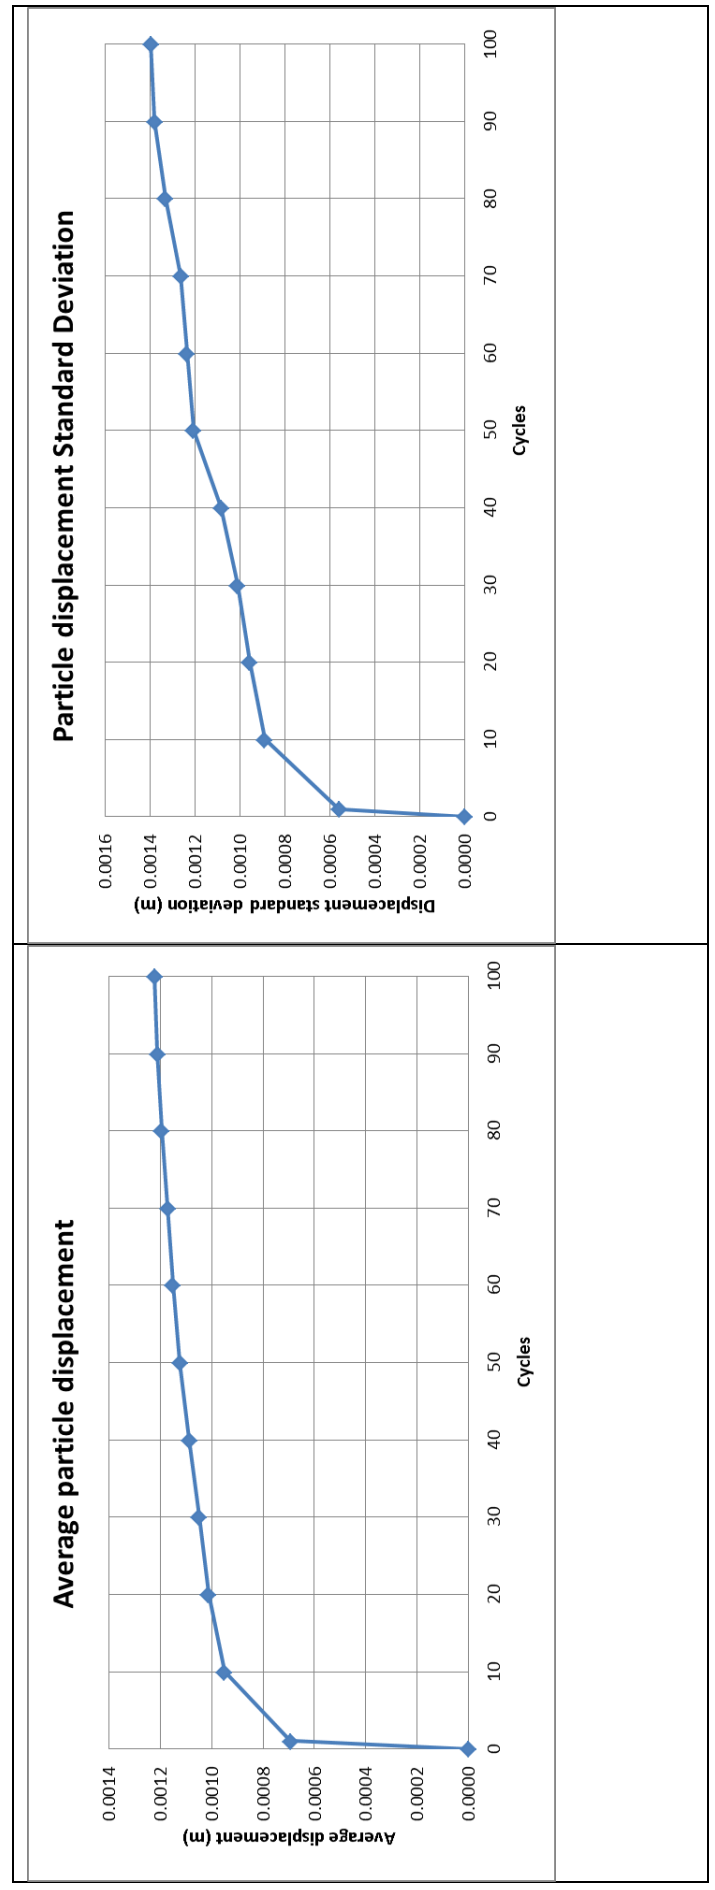 Average particle displacement
0.0014
0.0012
0.0010
0.0008
0.0006
0.0004
0.0002
0.0000
Average displacement (m)
0 10 20 30 40 50 60 70 80 90 100
Cycles
Particle displacement Standard Deviation
0.0016
0.0014
0.0012
0.0010
0.0008
0.0006
0.0004
0.0002
0.0000
Displacement standard deviation (m)
0 10 20 30 40 50 60 70 80 90 100
Cycles